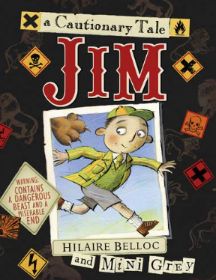 a Cautionary Tale
JIM
WARNING:
CONTAINS
A DANGEROUS
BEAST AND A
MISERABLE
END
HILAIRE BELLOC
and Mini Grey